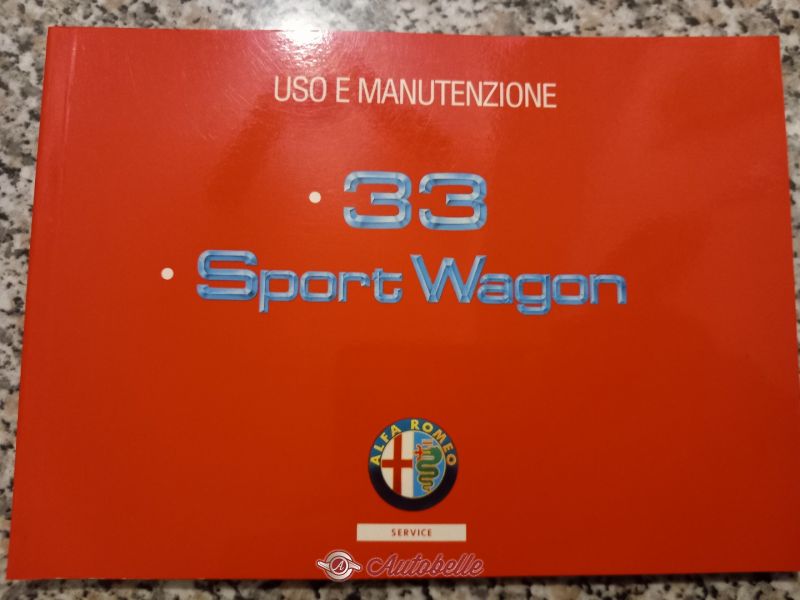 USO E MANUTENZIONE
• 33
• Sport Wagon
ALFA ROMEO
SERVICE
A Autobelle